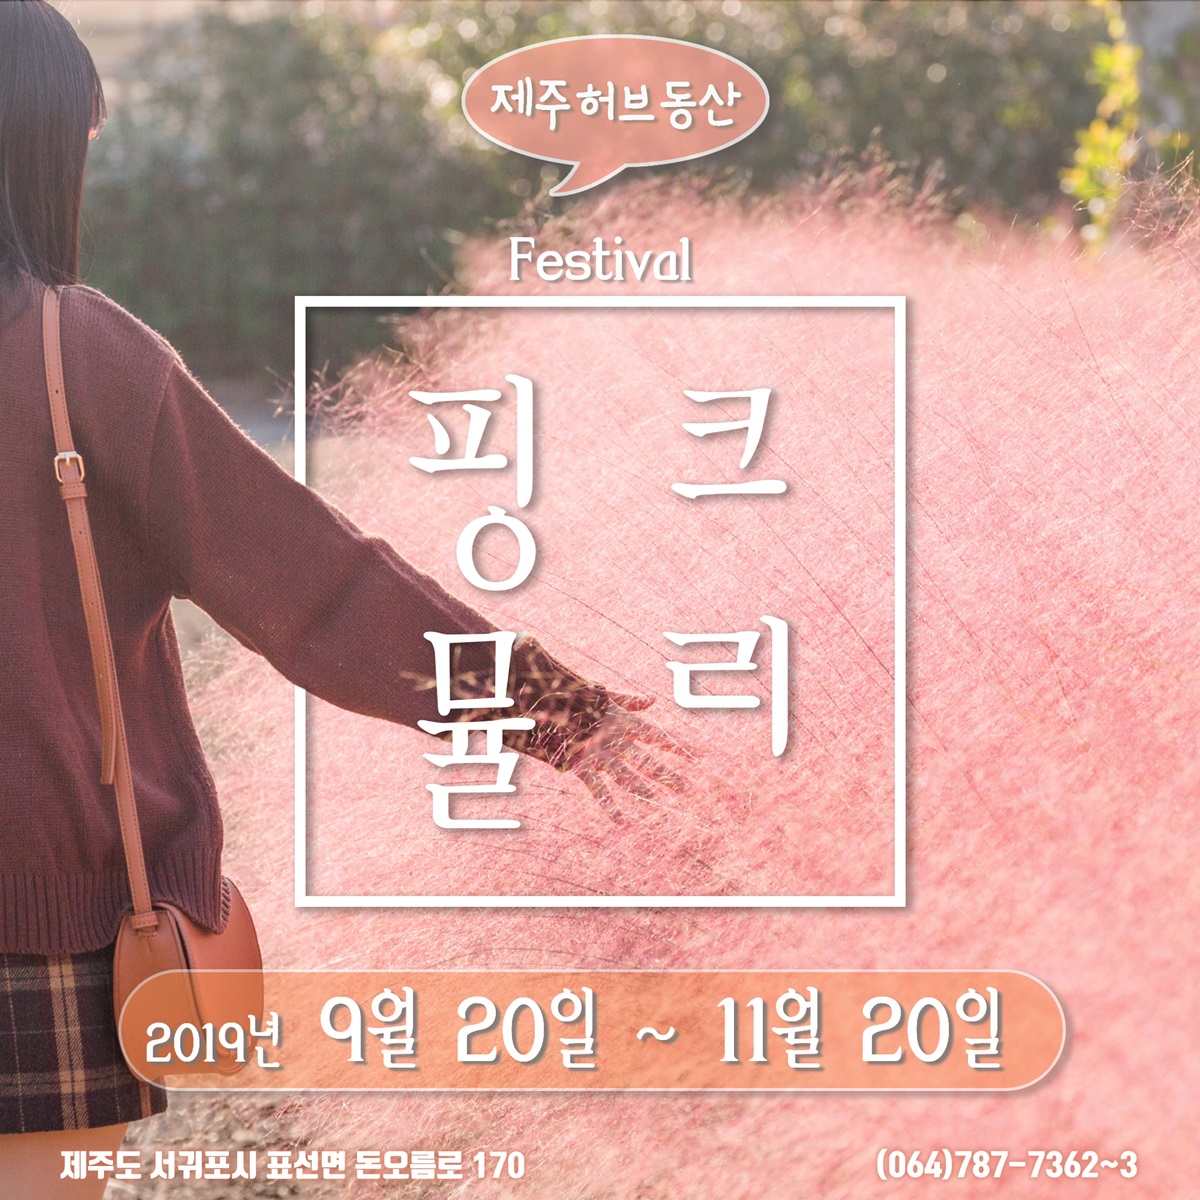 제주허브동산
Festival
핑크
뮬리
2019년 9월 20일 ~ 11월 20일
제주도 서귀포시 표선면 돈오름로 170
(064)787-7362~3